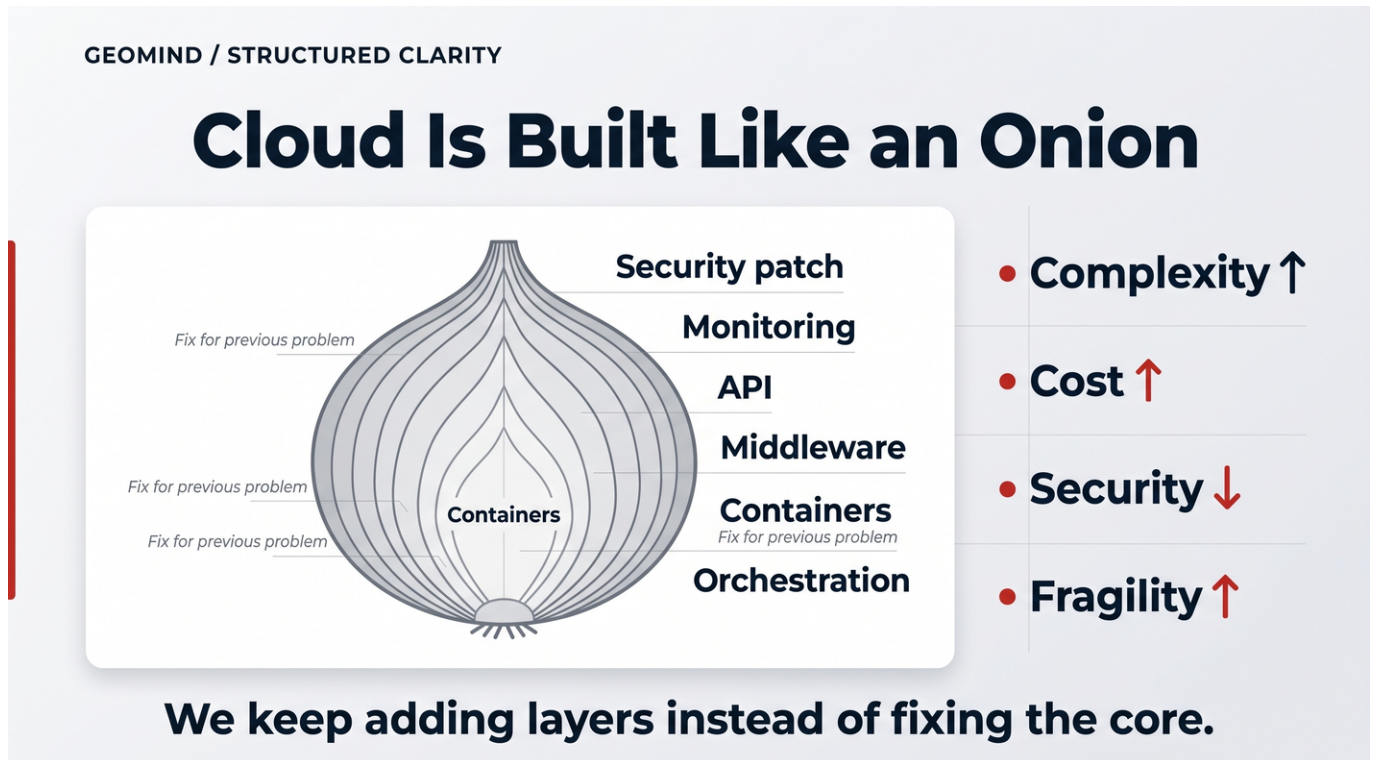 GEOMIND / STRUCTURED CLARITY
Cloud Is Built Like an Onion
Security patch
Monitoring
Fix for previous problem
API
Middleware
Fix for previous problem
Containers
Containers
Fix for previous problem
Fix for previous problem
Orchestration
Complexity ↑
Cost ↑
Security ↓
Fragility ↑
We keep adding layers instead of fixing the core.